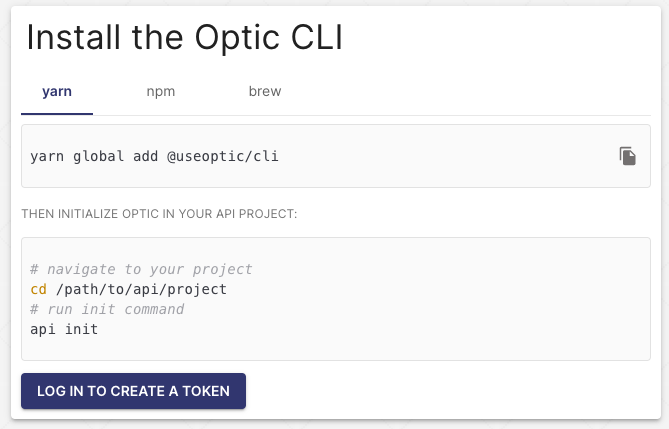 Install the Optic CLI
yarn npm brew
yarn global add @useoptic/cli
THEN INITIALIZE OPTIC IN YOUR API PROJECT:
# navigate to your project
cd /path/to/api/project
# run init command
api init
LOG IN TO CREATE A TOKEN